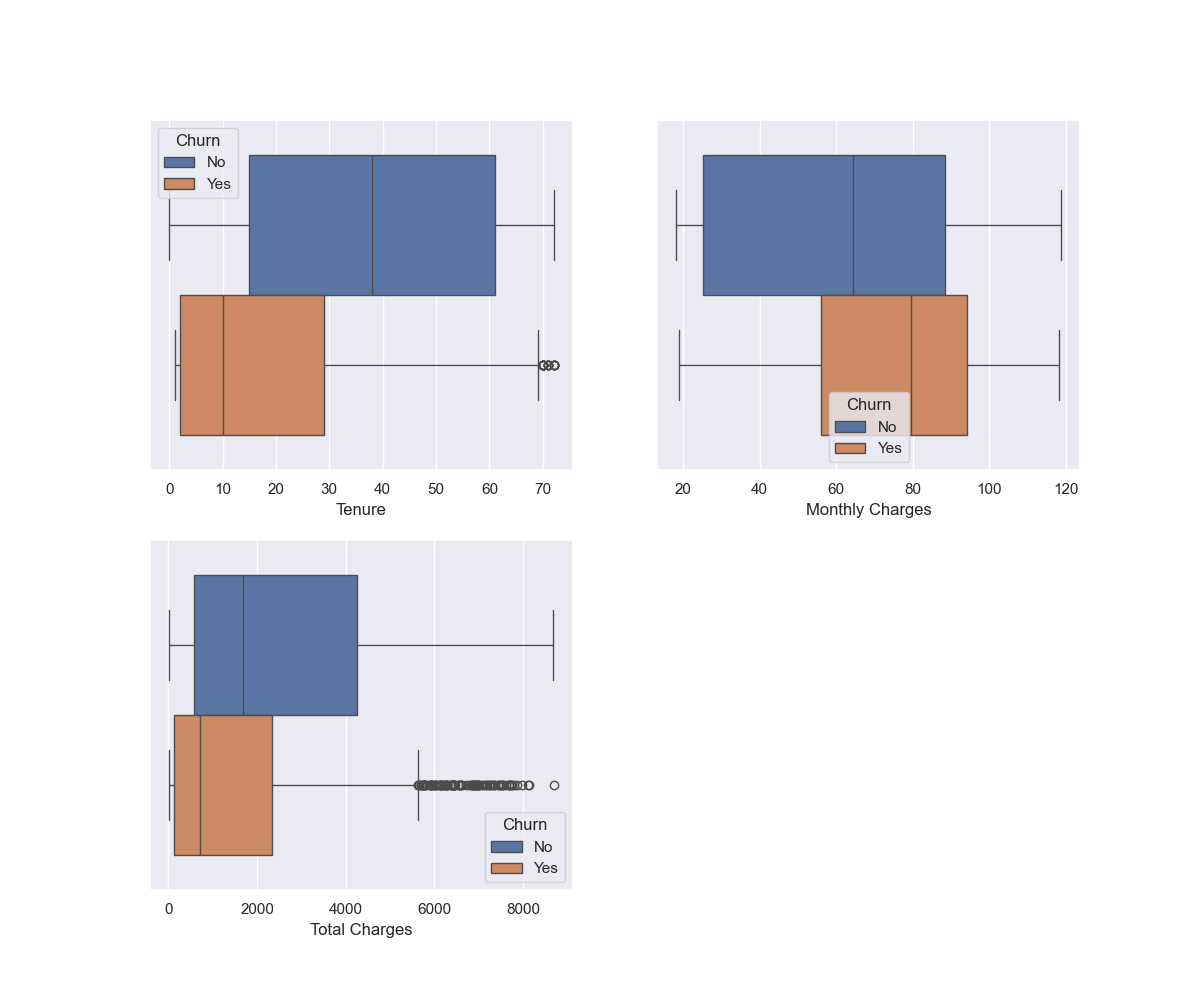 Churn
No
Yes
0 10 20 30 40 50 60 70
Tenure
Churn
No
Yes
20 40 60 80 100 120
Monthly Charges
Churn
No
Yes
0 2000 4000 6000 8000
Total Charges